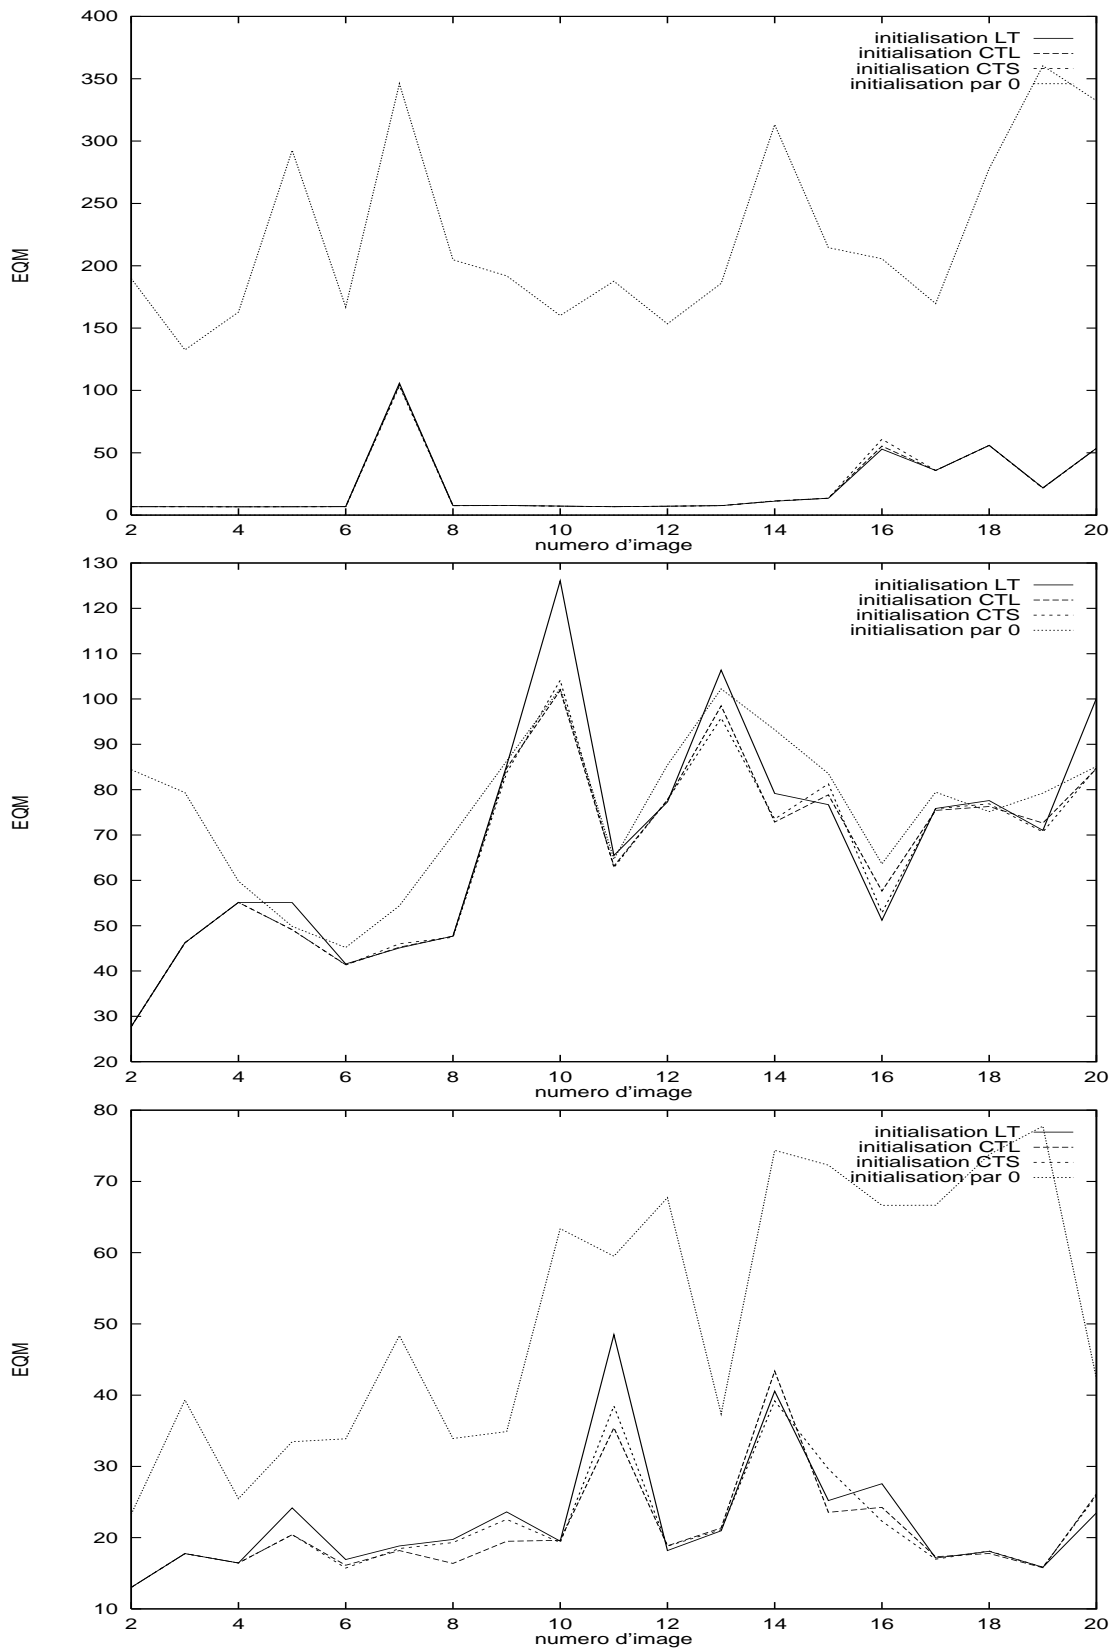 400
350
300
250
200
150
100
50
0
EQM
initialisation LT
initialisation CTL
initialisation CTS
initialisation par 0
2 4 6 8 10 12 14 16 18 20
numero d'image
130
120
110
100
90
80
70
60
50
40
30
20
EQM
initialisation LT
initialisation CTL
initialisation CTS
initialisation par 0
2 4 6 8 10 12 14 16 18 20
numero d'image
80
70
60
50
40
30
20
10
EQM
initialisation LT
initialisation CTL
initialisation CTS
initialisation par 0
2 4 6 8 10 12 14 16 18 20
numero d'image